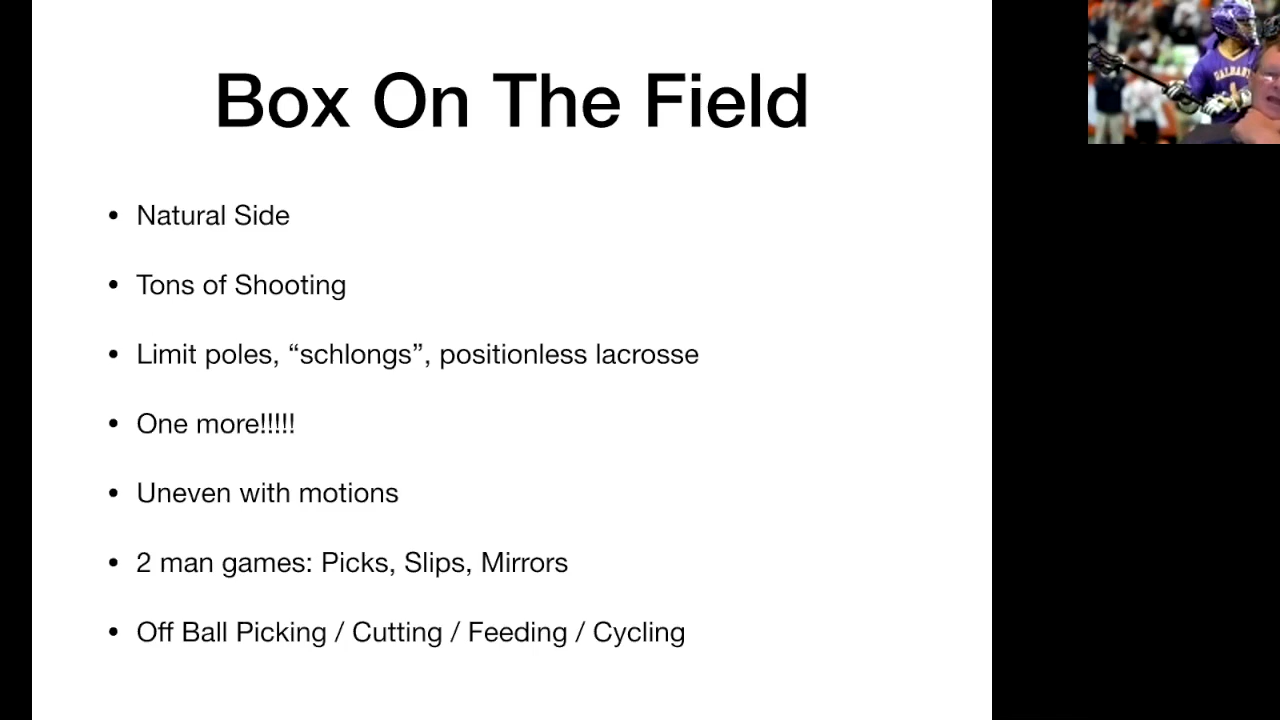 Box On The Field
• Natural Side
• Tons of Shooting
• Limit poles, “schlongs”, positionless lacrosse
• One more!!!!!
• Uneven with motions
• 2 man games: Picks, Slips, Mirrors
• Off Ball Picking / Cutting / Feeding / Cycling